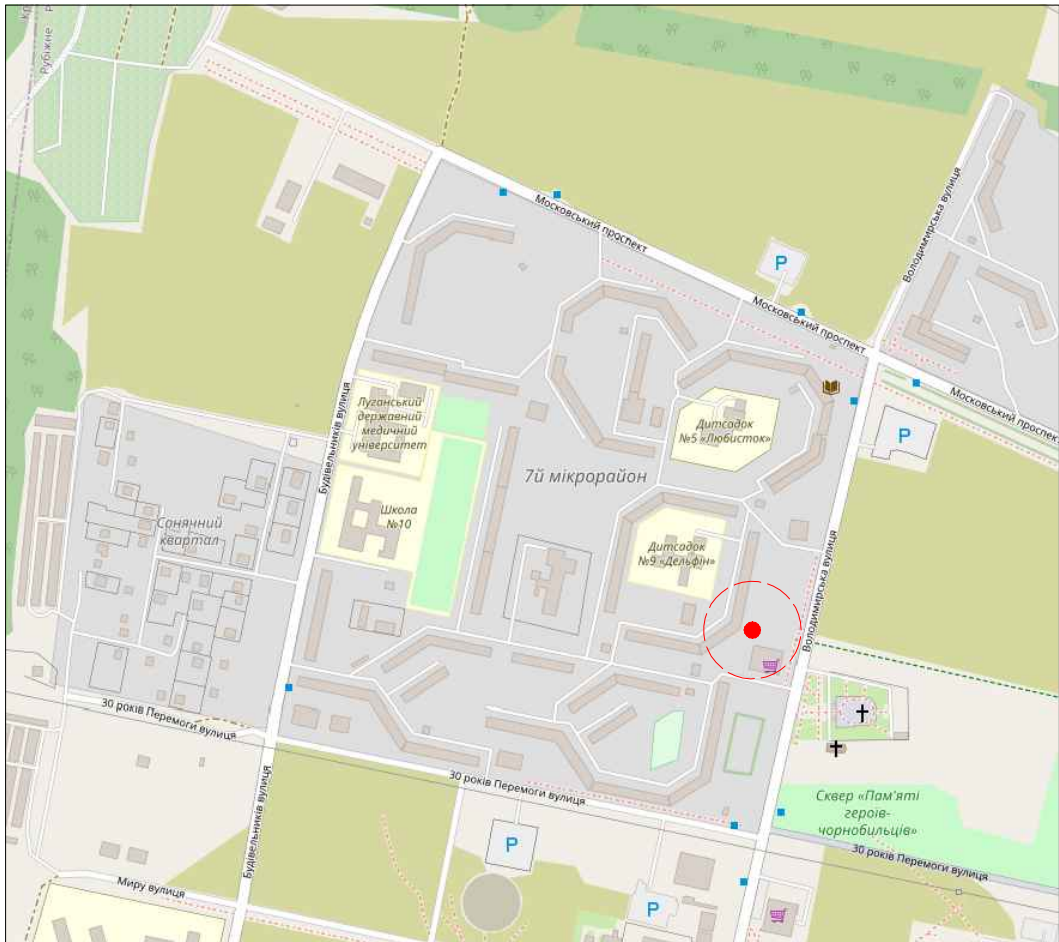 Рубіжне
Московський проспект
Володимирська вулиця
Московський проспект
Московський проспект
Луганський
державний
медичний
університет
Будівельників вулиця
Дитсадок
№5 «Любисток»
7й мікрорайон
Школа
№10
Сонячний
квартал
Дитсадок
№9 «Дельфін»
Володимирська вулиця
30 років Перемоги вулиця
30 років Перемоги вулиця
Будівельників вулиця
Сквер «Пам'яті
героїв-
чорнобильців»
30 років Перемоги вулиця
Миру вулиця
P
P
P
P